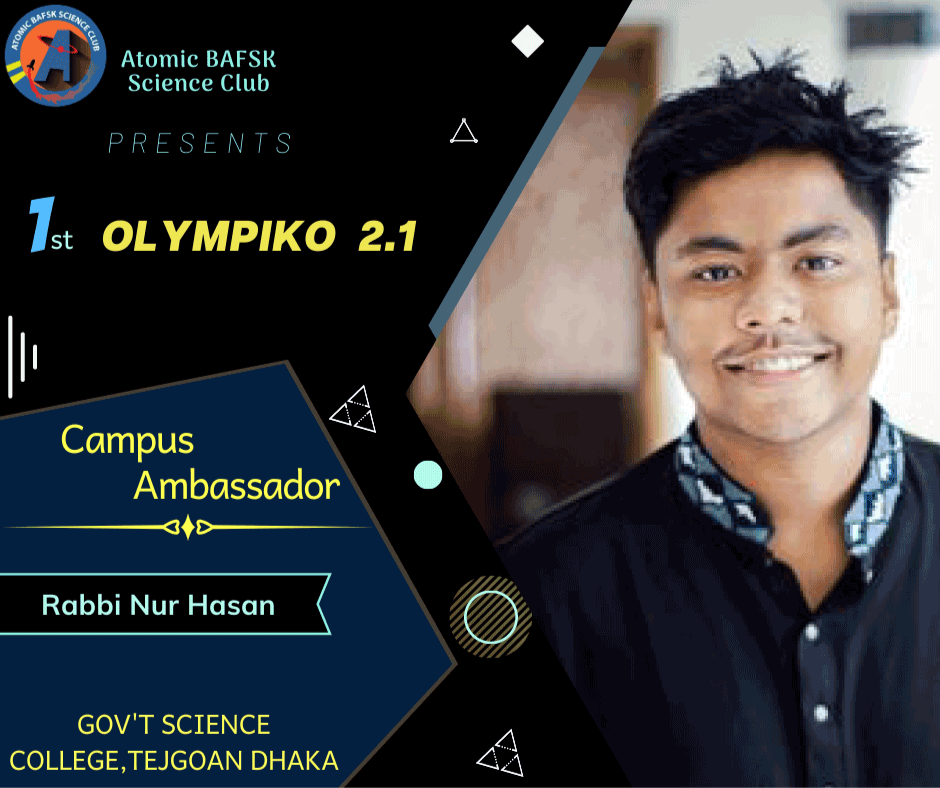 ATOMIC BAFSK SCIENCE CLUB
A
Atomic BAFSK
Science Club
PRESENTS
1st OLYMPIKO 2.1
Campus
Ambassador
Rabbi Nur Hasan
GOV'T SCIENCE
COLLEGE,TEJGOAN DHAKA